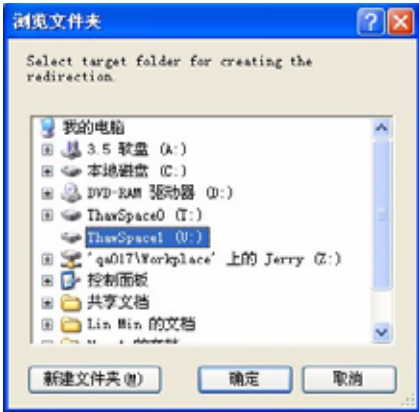 浏览文件夹
Select target folder for creating the
redirection.
我的电脑
3.5 软盘 (A:)
本地磁盘 (C:)
DVD-RAM 驱动器 (D:)
ThawSpace0 (T:)
ThawSpace1 (U:)
'qa017\Workplace' 上的 Jerry (Z:)
控制面板
共享文档
Lin Min 的文档
新建文件夹(M)
确定
取消